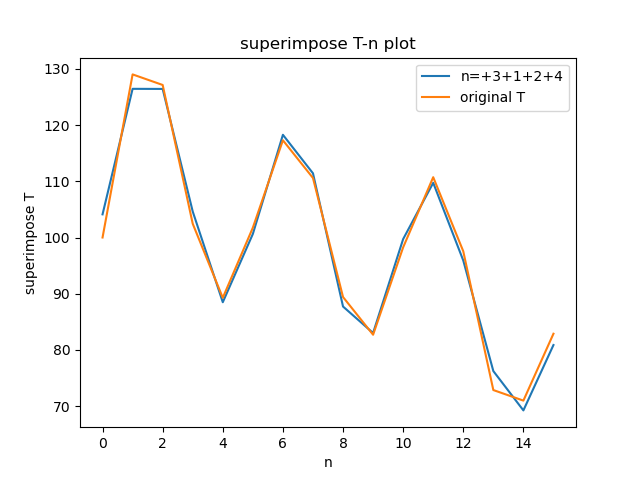 superimpose T-n plot
n=+3+1+2+4
original T
superimpose T
130
120
110
100
90
80
70
0 2 4 6 8 10 12 14
n